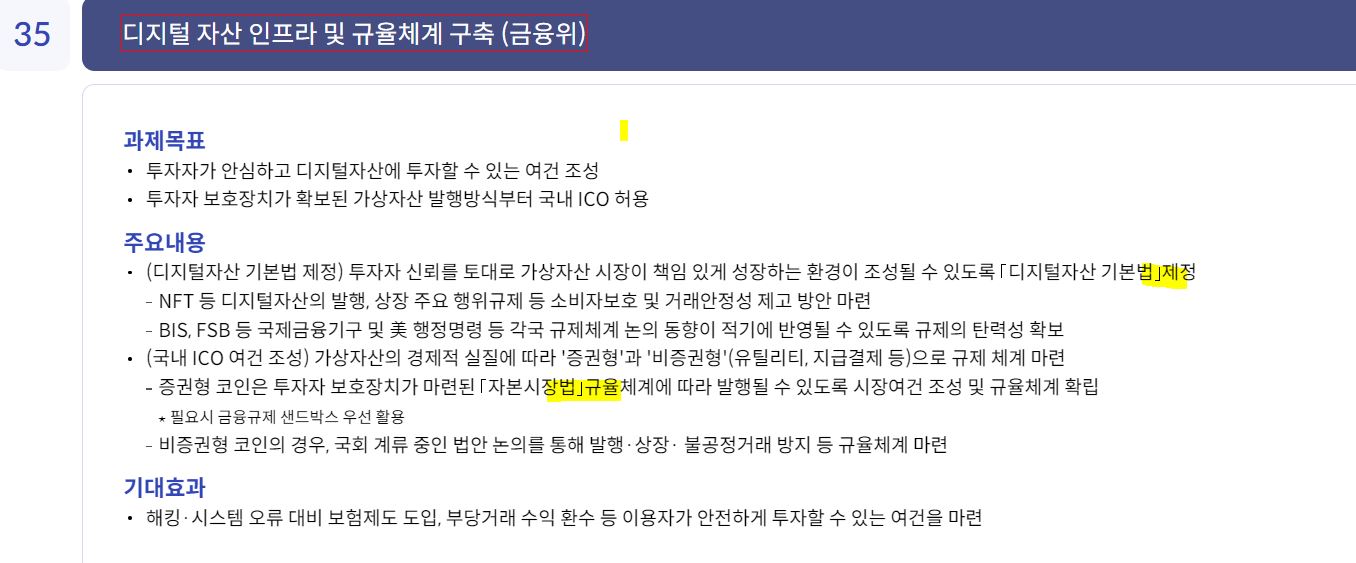 35
디지털 자산 인프라 및 규율체계 구축 (금융위)
과제목표
• 투자자가 안심하고 디지털자산에 투자할 수 있는 여건 조성
• 투자자 보호장치가 확보된 가상자산 발행방식부터 국내 ICO 허용
주요내용
• (디지털자산 기본법 제정) 투자자 신뢰를 토대로 가상자산 시장이 책임 있게 성장하는 환경이 조성될 수 있도록 ｢디지털자산 기본법｣제정
- NFT 등 디지털자산의 발행, 상장 주요 행위규제 등 소비자보호 및 거래안정성 제고 방안 마련
- BIS, FSB 등 국제금융기구 및 美 행정명령 등 각국 규제체계 논의 동향이 적기에 반영될 수 있도록 규제의 탄력성 확보
• (국내 ICO 여건 조성) 가상자산의 경제적 실질에 따라 '증권형'과 '비증권형'(유틸리티, 지급결제 등)으로 규제 체계 마련
- 증권형 코인은 투자자 보호장치가 마련된 ｢자본시장법｣규율체계에 따라 발행될 수 있도록 시장여건 조성 및 규율체계 확립
* 필요시 금융규제 샌드박스 우선 활용
- 비증권형 코인의 경우, 국회 계류 중인 법안 논의를 통해 발행·상장· 불공정거래 방지 등 규율체계 마련
기대효과
• 해킹·시스템 오류 대비 보험제도 도입, 부당거래 수익 환수 등 이용자가 안전하게 투자할 수 있는 여건을 마련